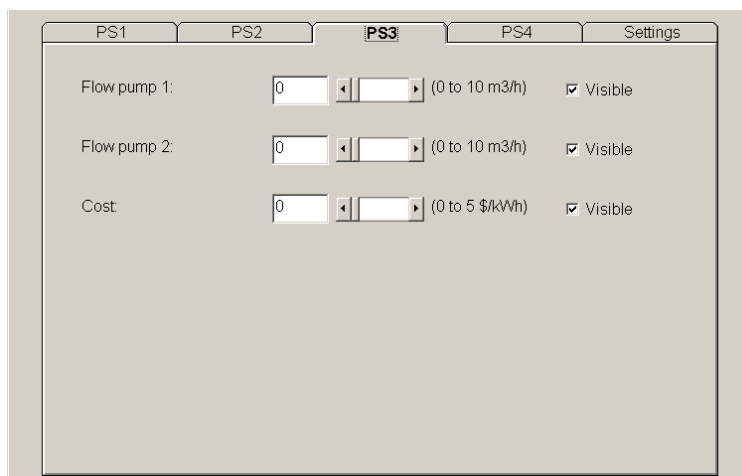 PS1 PS2 PS3 PS4 Settings
Flow pump 1: 0 (0 to 10 m3/h) Visible
Flow pump 2: 0 (0 to 10 m3/h) Visible
Cost: 0 (0 to 5 $/kWh) Visible